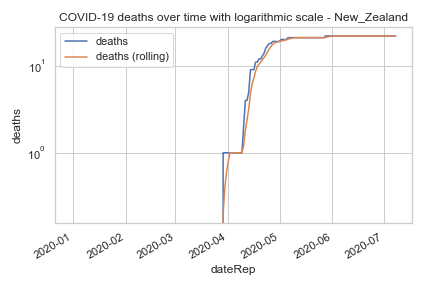 COVID-19 deaths over time with logarithmic scale - New_Zealand
deaths
deaths (rolling)
10¹
10⁰
deaths
2020-01
2020-02
2020-03
2020-04
2020-05
2020-06
2020-07
dateRep